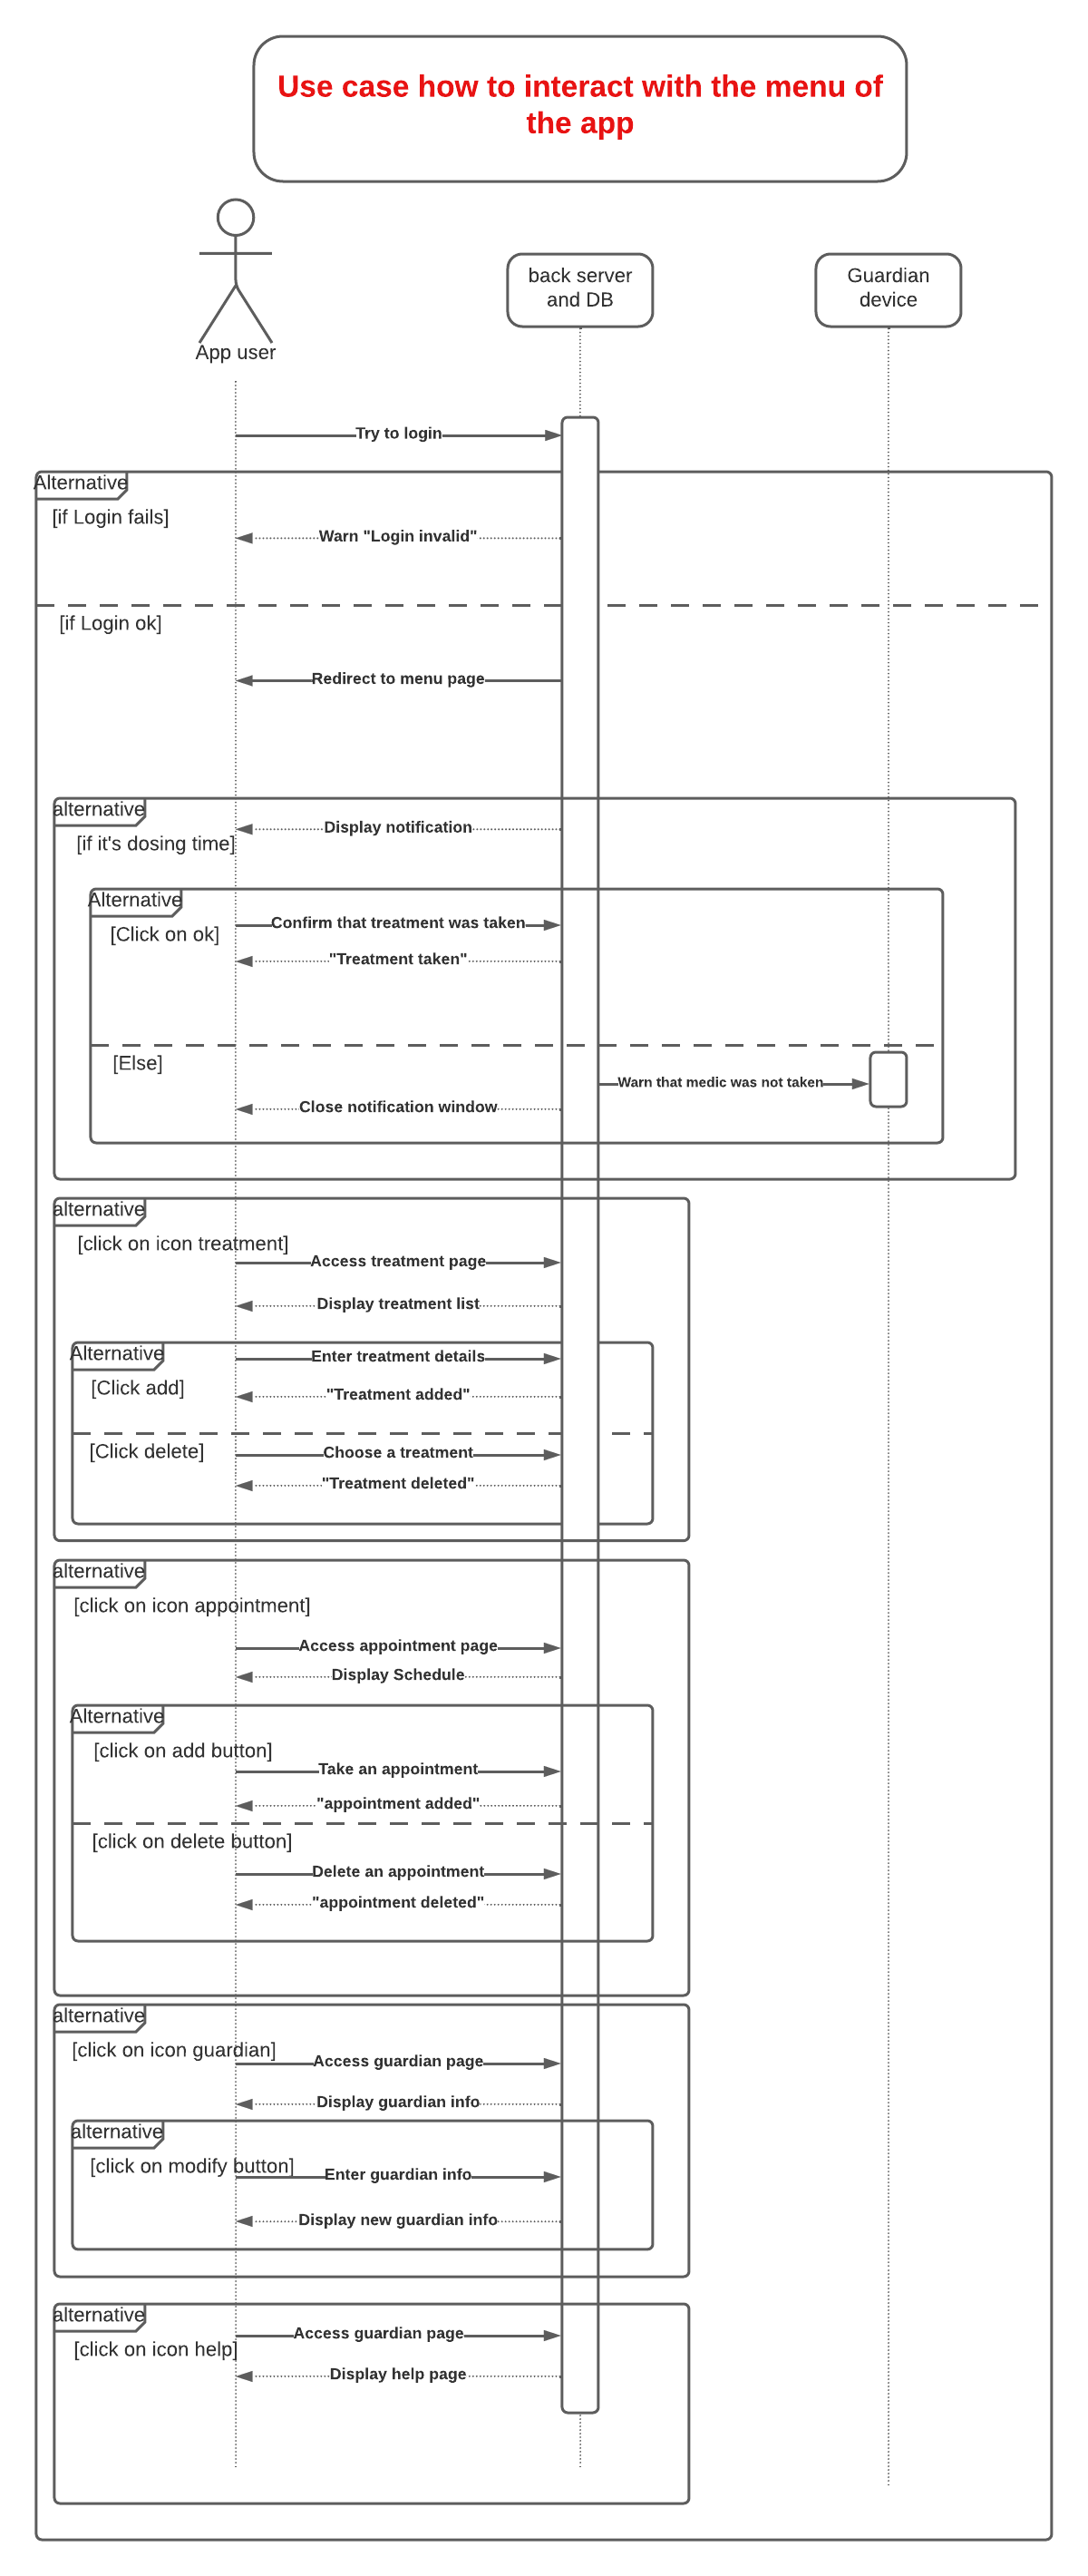 Use case how to interact with the menu of
the app
App user
back server
and DB
Guardian
device
Try to login
Alternative
[if Login fails]
Warn "Login invalid"
[if Login ok]
Redirect to menu page
alternative
Display notification
[if it's dosing time]
Alternative
Confirm that treatment was taken
[Click on ok]
"Treatment taken"
[Else]
Warn that medic was not taken
Close notification window
alternative
[click on icon treatment]
Access treatment page
Display treatment list
Alternative
Enter treatment details
[Click add]
"Treatment added"
[Click delete]
Choose a treatment
"Treatment deleted"
alternative
[click on icon appointment]
Access appointment page
Display Schedule
Alternative
[click on add button]
Take an appointment
"appointment added"
[click on delete button]
Delete an appointment
"appointment deleted"
alternative
[click on icon guardian]
Access guardian page
Display guardian info
alternative
[click on modify button]
Enter guardian info
Display new guardian info
alternative
Access guardian page
[click on icon help]
Display help page